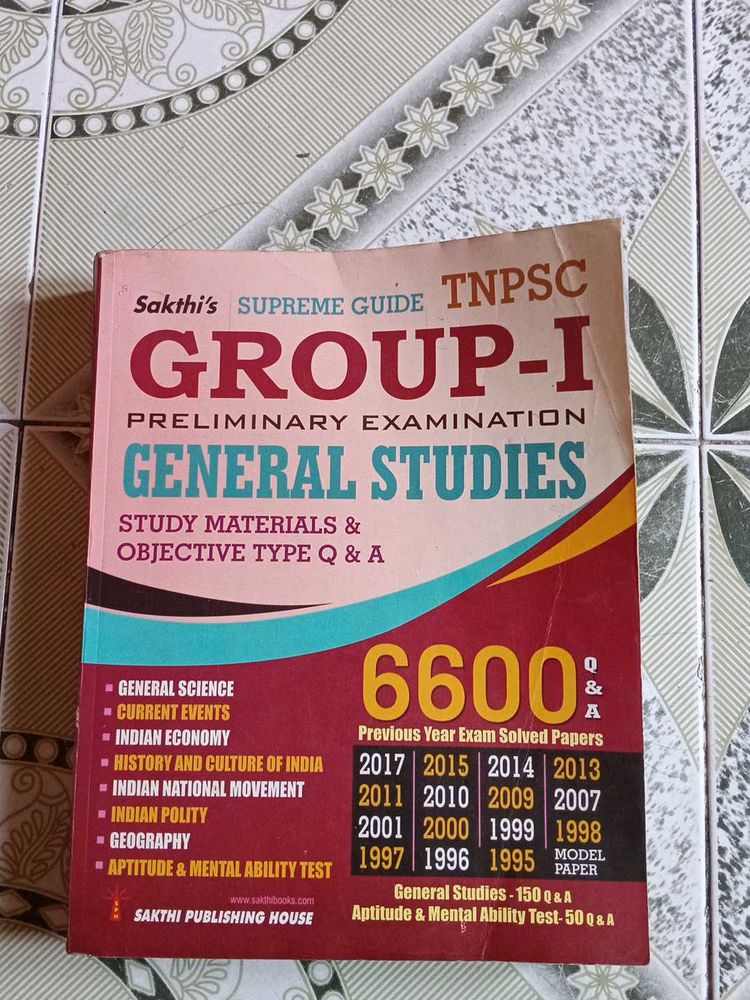 Sakthi's SUPREME GUIDE TNPSC
GROUP-I
PRELIMINARY EXAMINATION
GENERAL STUDIES
STUDY MATERIALS &
OBJECTIVE TYPE Q & A
GENERAL SCIENCE
CURRENT EVENTS
INDIAN ECONOMY
HISTORY AND CULTURE OF INDIA
INDIAN NATIONAL MOVEMENT
INDIAN POLITY
GEOGRAPHY
APTITUDE & MENTAL ABILITY TEST
6600 Q & A
Previous Year Exam Solved Papers
2017 2015 2014 2013
2011 2010 2009 2007
2001 2000 1999 1998
1997 1996 1995 MODEL PAPER
General Studies - 150 Q & A
Aptitude & Mental Ability Test- 50 Q & A
www.sakthibooks.com
SPH
SAKTHI PUBLISHING HOUSE